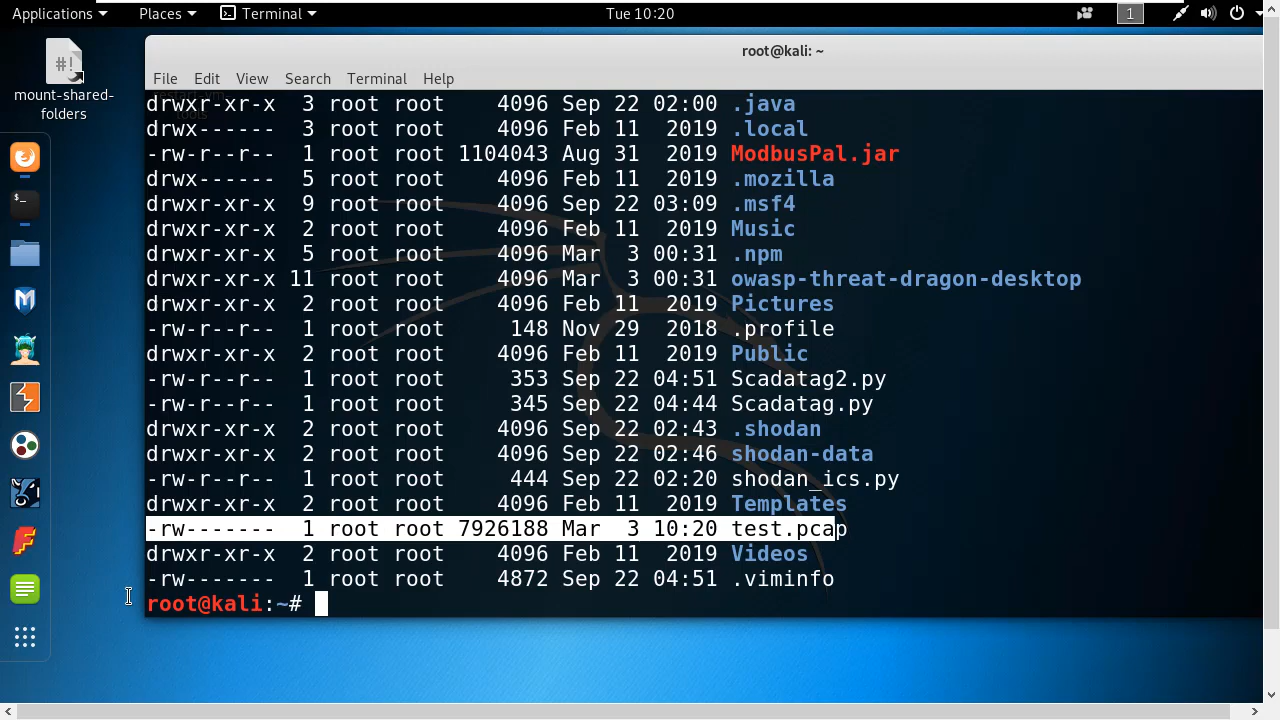 Applications Places Terminal Tue 10:20 1
#!
mount-shared-
folders
root@kali: ~
File Edit View Search Terminal Help
restart-vm-
tools
drwxr-xr-x 3 root root 4096 Sep 22 02:00 .java
drwx------ 3 root root 4096 Feb 11 2019 .local
-rw-r--r-- 1 root root 1104043 Aug 31 2019 ModbusPal.jar
drwx------ 5 root root 4096 Feb 11 2019 .mozilla
drwxr-xr-x 9 root root 4096 Sep 22 03:09 .msf4
drwxr-xr-x 2 root root 4096 Feb 11 2019 Music
drwxr-xr-x 5 root root 4096 Mar 3 00:31 .npm
drwxr-xr-x 11 root root 4096 Mar 3 00:31 owasp-threat-dragon-desktop
drwxr-xr-x 2 root root 4096 Feb 11 2019 Pictures
-rw-r--r-- 1 root root 148 Nov 29 2018 .profile
drwxr-xr-x 2 root root 4096 Feb 11 2019 Public
-rw-r--r-- 1 root root 353 Sep 22 04:51 Scadatag2.py
-rw-r--r-- 1 root root 345 Sep 22 04:44 Scadatag.py
drwxr-xr-x 2 root root 4096 Sep 22 02:43 .shodan
drwxr-xr-x 2 root root 4096 Sep 22 02:46 shodan-data
-rw-r--r-- 1 root root 444 Sep 22 02:20 shodan_ics.py
drwxr-xr-x 2 root root 4096 Feb 11 2019 Templates
-rw------- 1 root root 7926188 Mar 3 10:20 test.pcap
drwxr-xr-x 2 root root 4096 Feb 11 2019 Videos
-rw------- 1 root root 4872 Sep 22 04:51 .viminfo
root@kali:~#